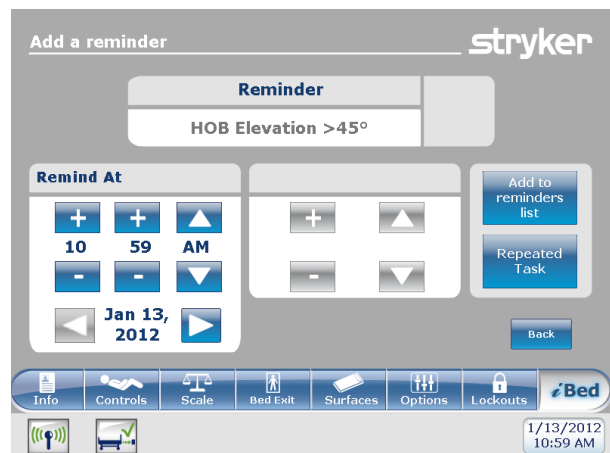 Add a reminder
stryker
Reminder
HOB Elevation >45°
Remind At
+ +
10 59 AM
- -
Jan 13,
2012
+
-
Add to
reminders
list
Repeated
Task
Back
Info Controls Scale Bed Exit Surfaces Options Lockouts iBed
1/13/2012
10:59 AM